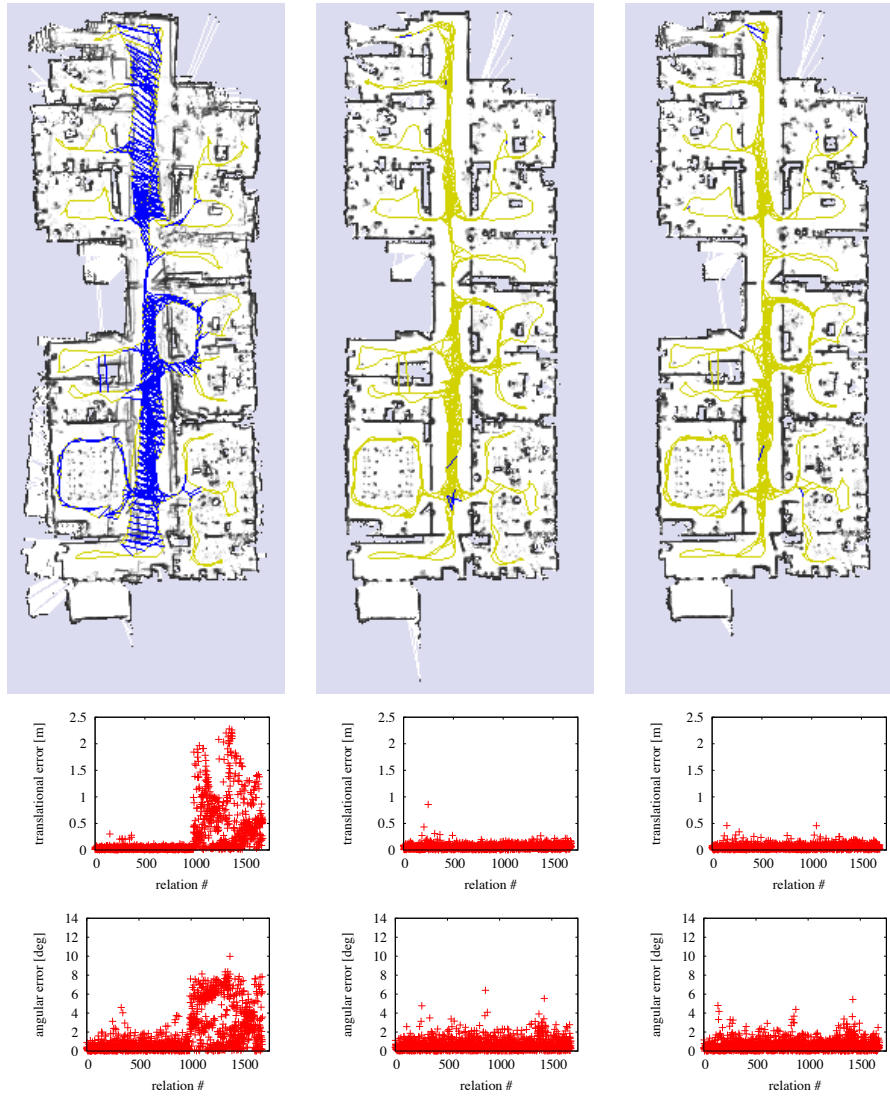 2.5 2.5 2.5
2 2 2
1.5 1.5 1.5
1 1 1
0.5 0.5 0.5
0 0 0
translational error [m] translational error [m] translational error [m]
0 500 1000 1500 0 500 1000 1500 0 500 1000 1500
relation # relation # relation #
14 14 14
12 12 12
10 10 10
8 8 8
6 6 6
4 4 4
2 2 2
0 0 0
angular error [deg] angular error [deg] angular error [deg]
0 500 1000 1500 0 500 1000 1500 0 500 1000 1500
relation # relation # relation #